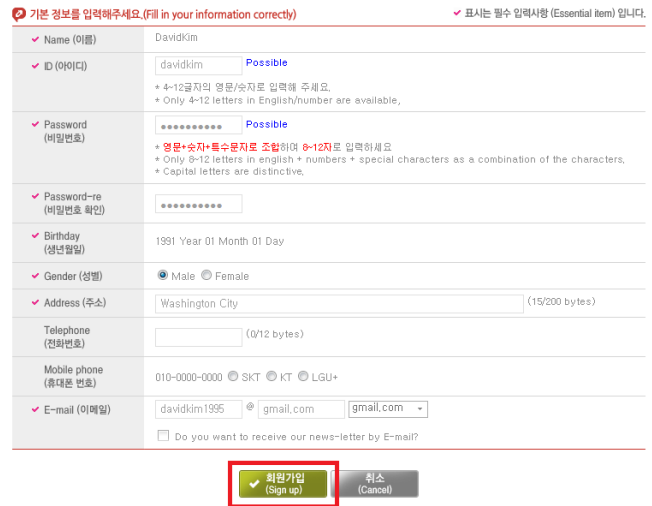 기본 정보를 입력해주세요.(Fill in your information correctly)
✔ 표시는 필수 입력사항 (Essential item) 입니다.
✔ Name (이름)
DavidKim
✔ ID (아이디)
davidkim Possible
* 4~12글자의 영문/숫자로 입력해 주세요.
* Only 4~12 letters in English/number are available.
✔ Password
(비밀번호)
●●●●●●●●●● Possible
* 영문+숫자+특수문자로 조합하여 8~12자로 입력하세요
* Only 8~12 letters in english + numbers + special characters as a combination of the characters.
* Capital letters are distinctive.
✔ Password-re
(비밀번호 확인)
●●●●●●●●●●
✔ Birthday
(생년월일)
1991 Year 01 Month 01 Day
✔ Gender (성별)
Male Female
✔ Address (주소)
Washington City (15/200 bytes)
Telephone
(전화번호)
(0/12 bytes)
Mobile phone
(휴대폰 번호)
010-0000-0000 SKT KT LGU+
✔ E-mail (이메일)
davidkim1995 @ gmail.com gmail.com
Do you want to receive our news-letter by E-mail?
✔ 회원가입
(Sign up)
취소
(Cancel)